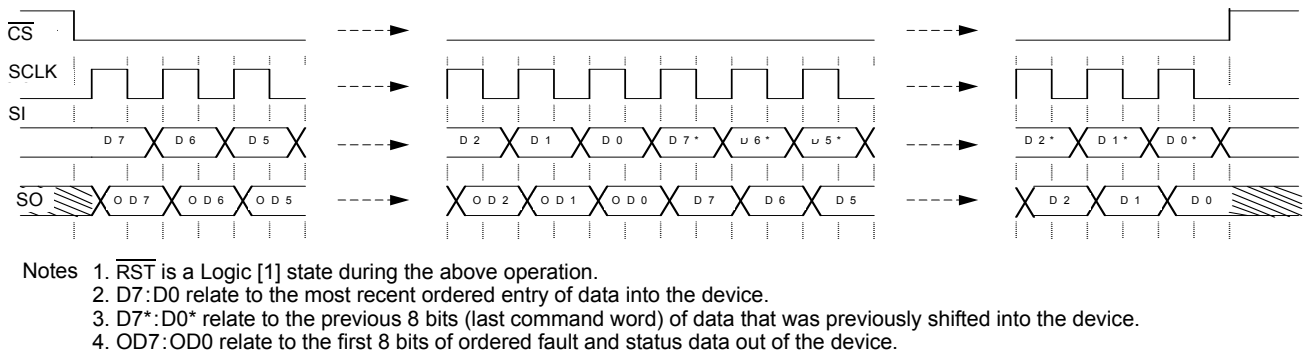 CS
SCLK
SI
D 7 D 6 D 5 D 2 D 1 D 0 D 7 * D 6 * D 5 * D 2 * D 1 * D 0 *
SO O D 7 O D 6 O D 5 O D 2 O D 1 O D 0 D 7 D 6 D 5 D 2 D 1 D 0
Notes 1. RST is a Logic [1] state during the above operation.
2. D7:D0 relate to the most recent ordered entry of data into the device.
3. D7*:D0* relate to the previous 8 bits (last command word) of data that was previously shifted into the device.
4. OD7:OD0 relate to the first 8 bits of ordered fault and status data out of the device.